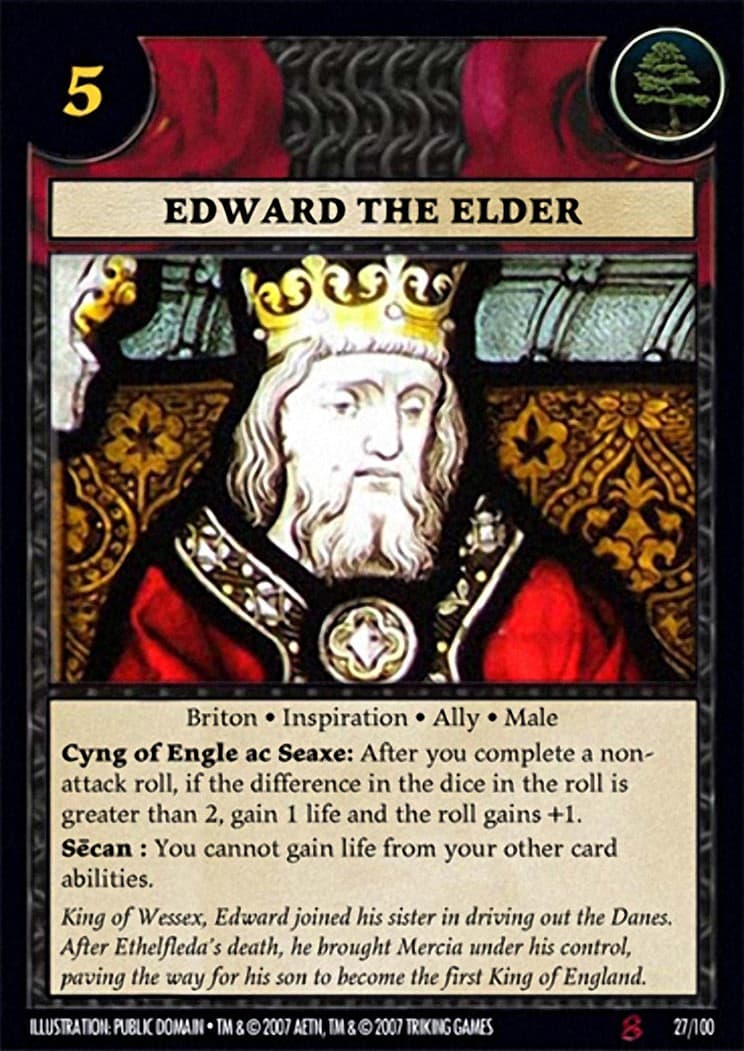 5
EDWARD THE ELDER
Briton • Inspiration • Ally • Male
Cyng of Engle ac Seaxe: After you complete a non-
attack roll, if the difference in the dice in the roll is
greater than 2, gain 1 life and the roll gains +1.
Sēcan : You cannot gain life from your other card
abilities.
King of Wessex, Edward joined his sister in driving out the Danes.
After Ethelfleda's death, he brought Mercia under his control,
paving the way for his son to become the first King of England.
ILLUSTRATION: PUBLIC DOMAIN • TM & © 2007 AETH, TM & © 2007 TRIKING GAMES
27/100